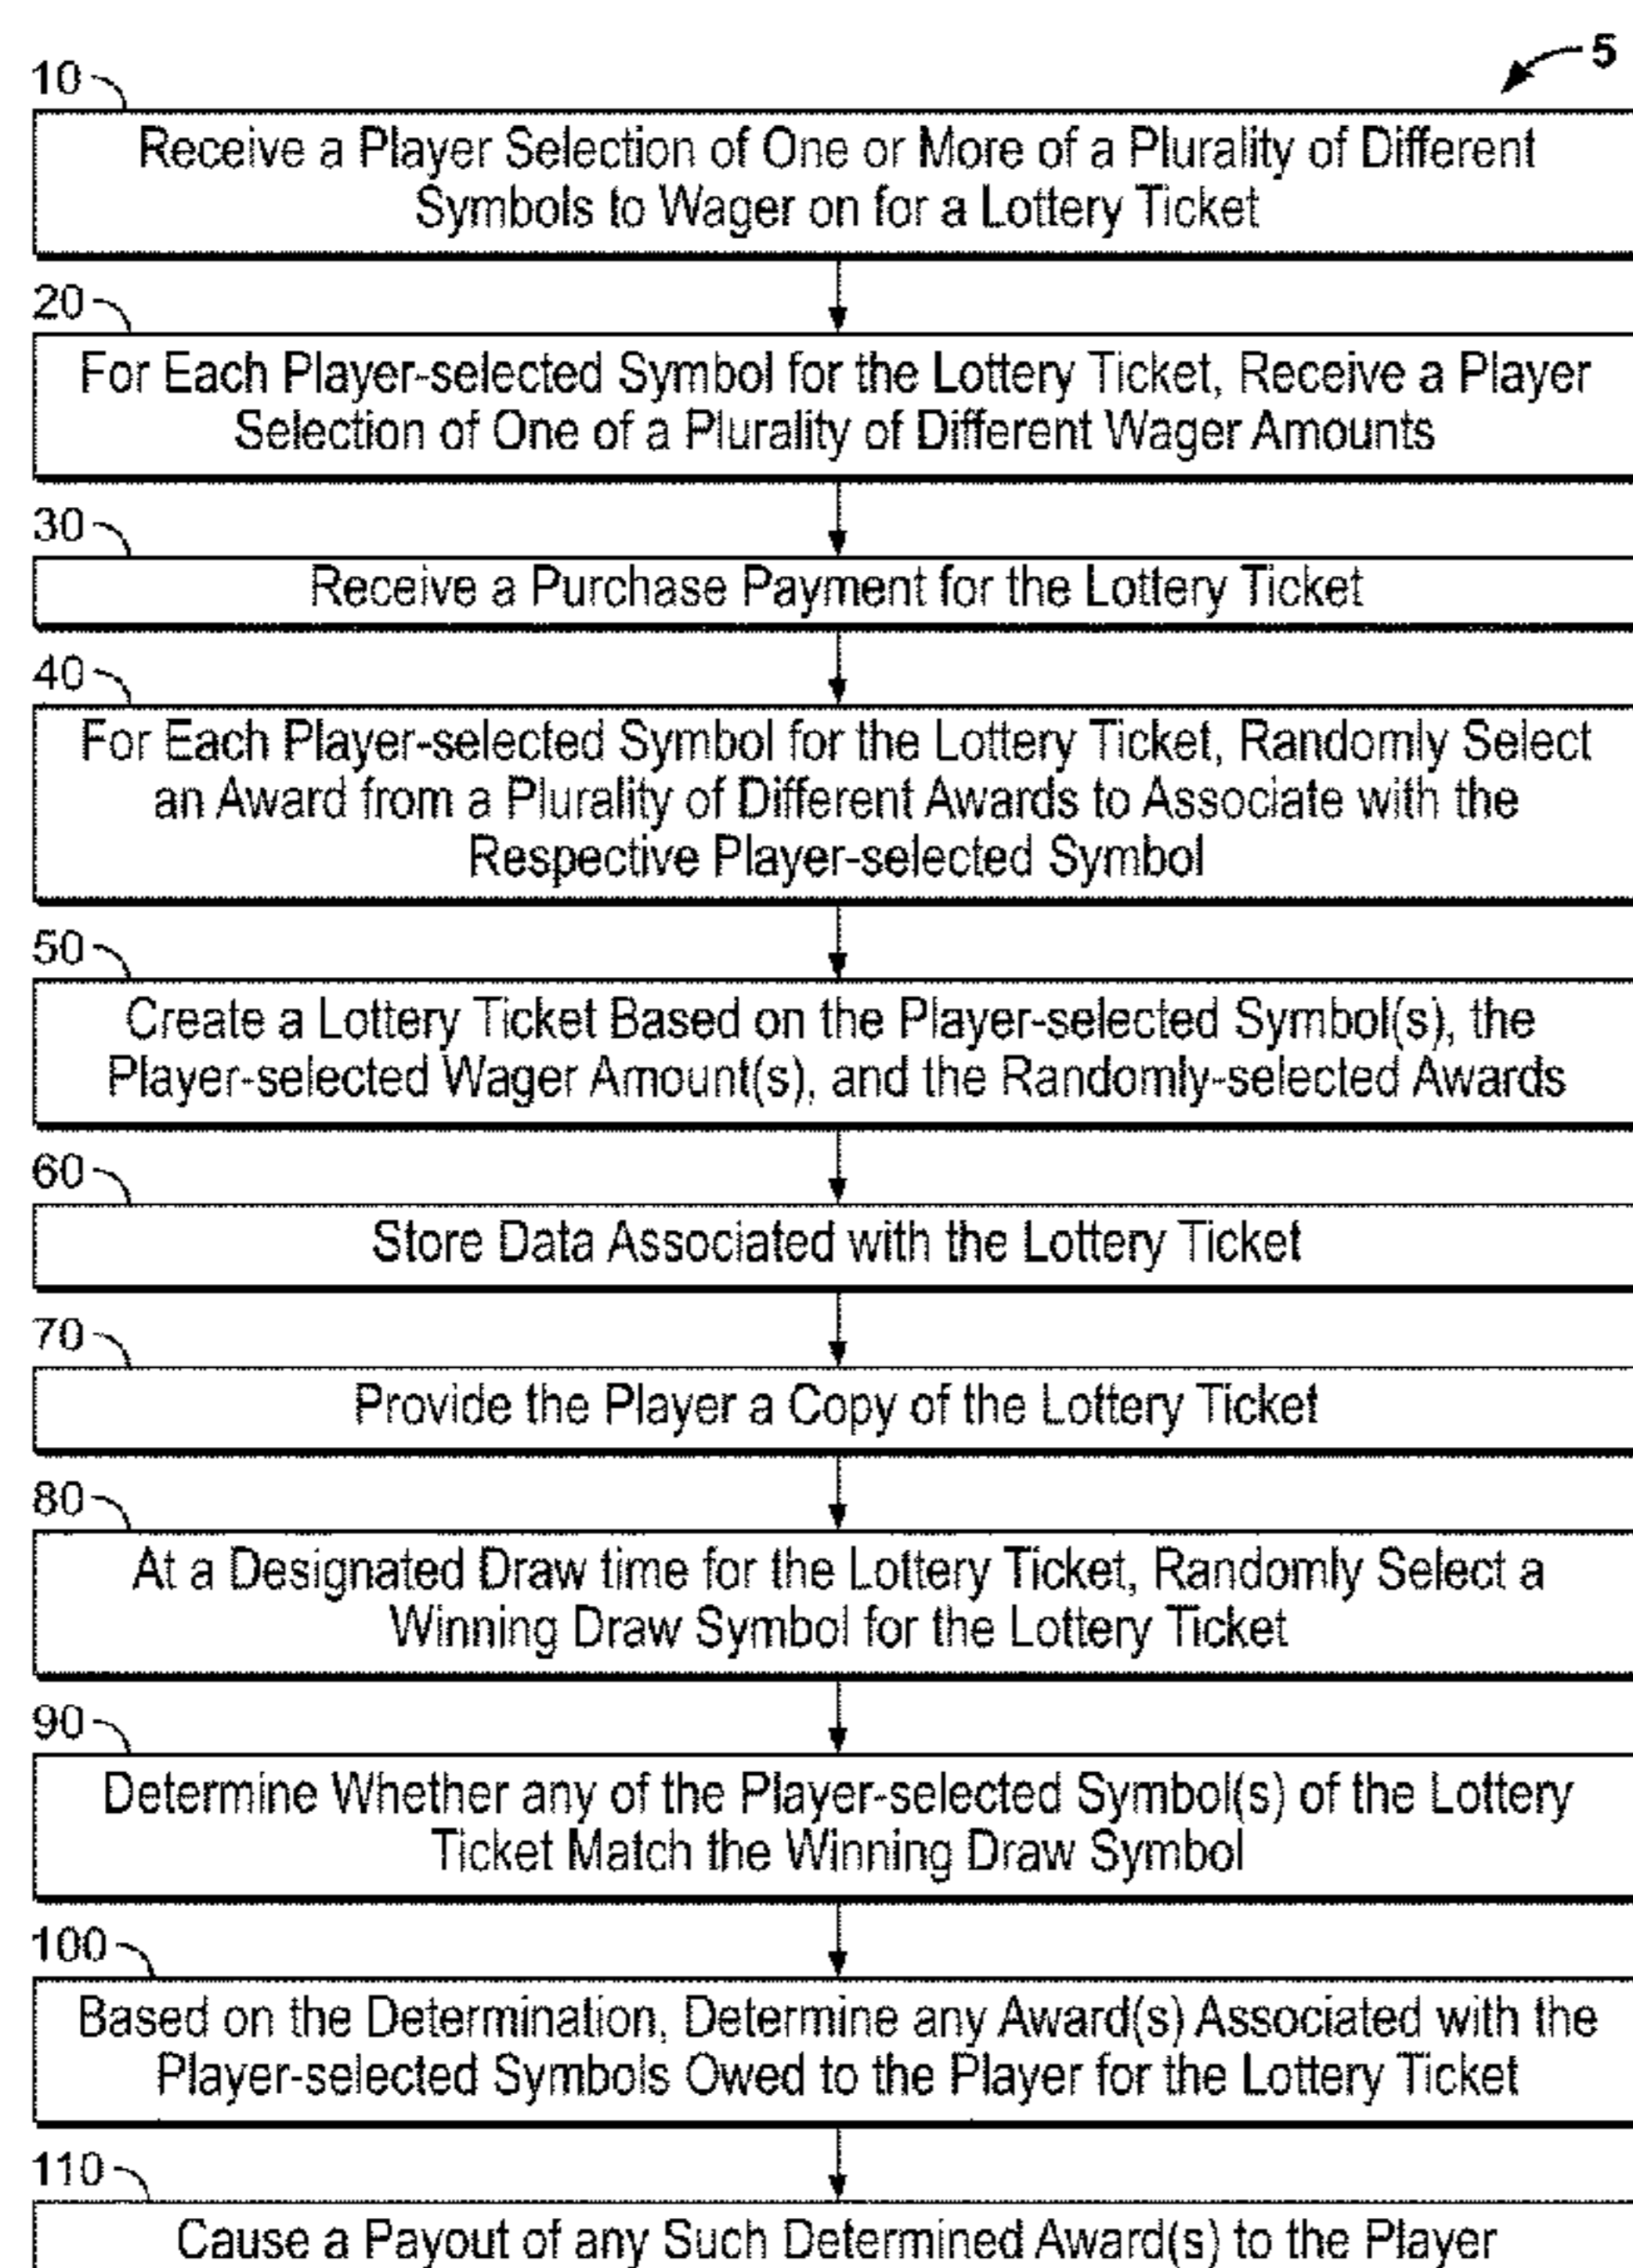 5
10
Receive a Player Selection of One or More of a Plurality of Different
Symbols to Wager on for a Lottery Ticket
20
For Each Player-selected Symbol for the Lottery Ticket, Receive a Player
Selection of One of a Plurality of Different Wager Amounts
30
Receive a Purchase Payment for the Lottery Ticket
40
For Each Player-selected Symbol for the Lottery Ticket, Randomly Select
an Award from a Plurality of Different Awards to Associate with the
Respective Player-selected Symbol
50
Create a Lottery Ticket Based on the Player-selected Symbol(s), the
Player-selected Wager Amount(s), and the Randomly-selected Awards
60
Store Data Associated with the Lottery Ticket
70
Provide the Player a Copy of the Lottery Ticket
80
At a Designated Draw time for the Lottery Ticket, Randomly Select a
Winning Draw Symbol for the Lottery Ticket
90
Determine Whether any of the Player-selected Symbol(s) of the Lottery
Ticket Match the Winning Draw Symbol
100
Based on the Determination, Determine any Award(s) Associated with the
Player-selected Symbols Owed to the Player for the Lottery Ticket
110
Cause a Payout of any Such Determined Award(s) to the Player